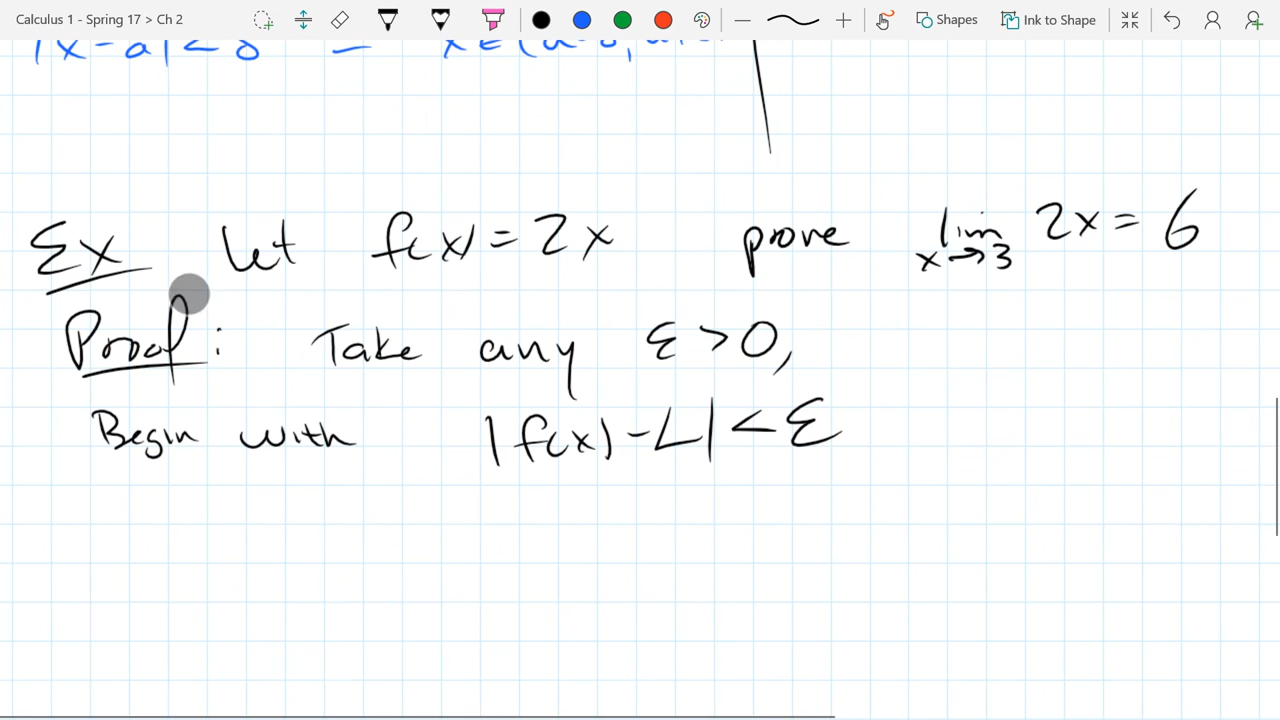 Calculus 1 - Spring 17 > Ch 2
Shapes
Ink to Shape
|x-a|<δ
Ex Let f(x) = 2x prove lim x→3 2x = 6
Proof: Take any ε > 0,
Begin with |f(x) - L| < ε